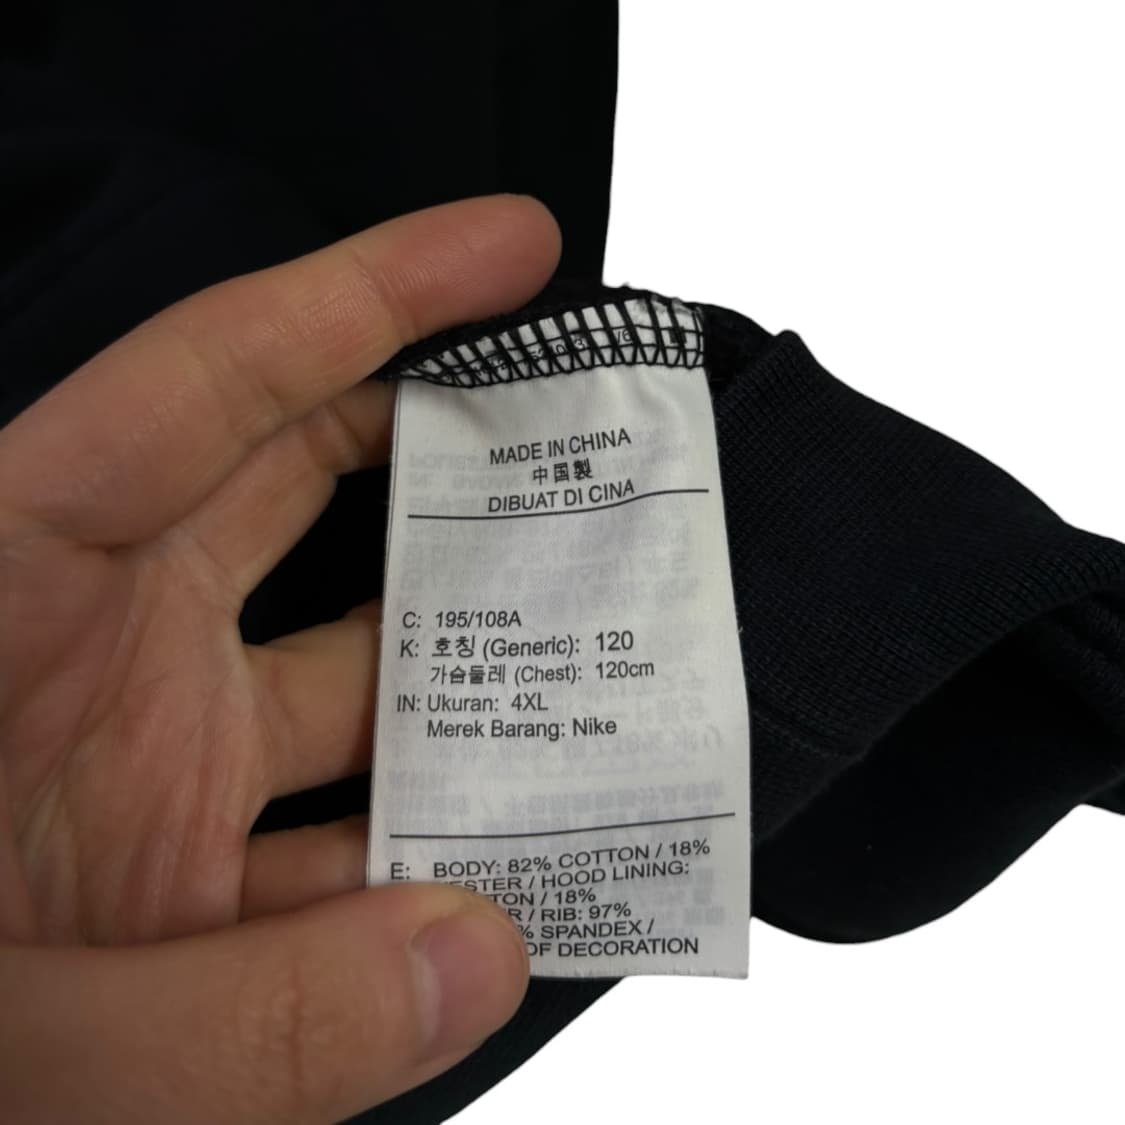 MADE IN CHINA
中国製
DIBUAT DI CINA
C: 195/108A
K: 호칭 (Generic): 120
가슴둘레 (Chest): 120cm
IN: Ukuran: 4XL
Merek Barang: Nike
E: BODY: 82% COTTON / 18%
/ HOOD LINING:
/ 18%
/ RIB: 97%
% SPANDEX /
OF DECORATION